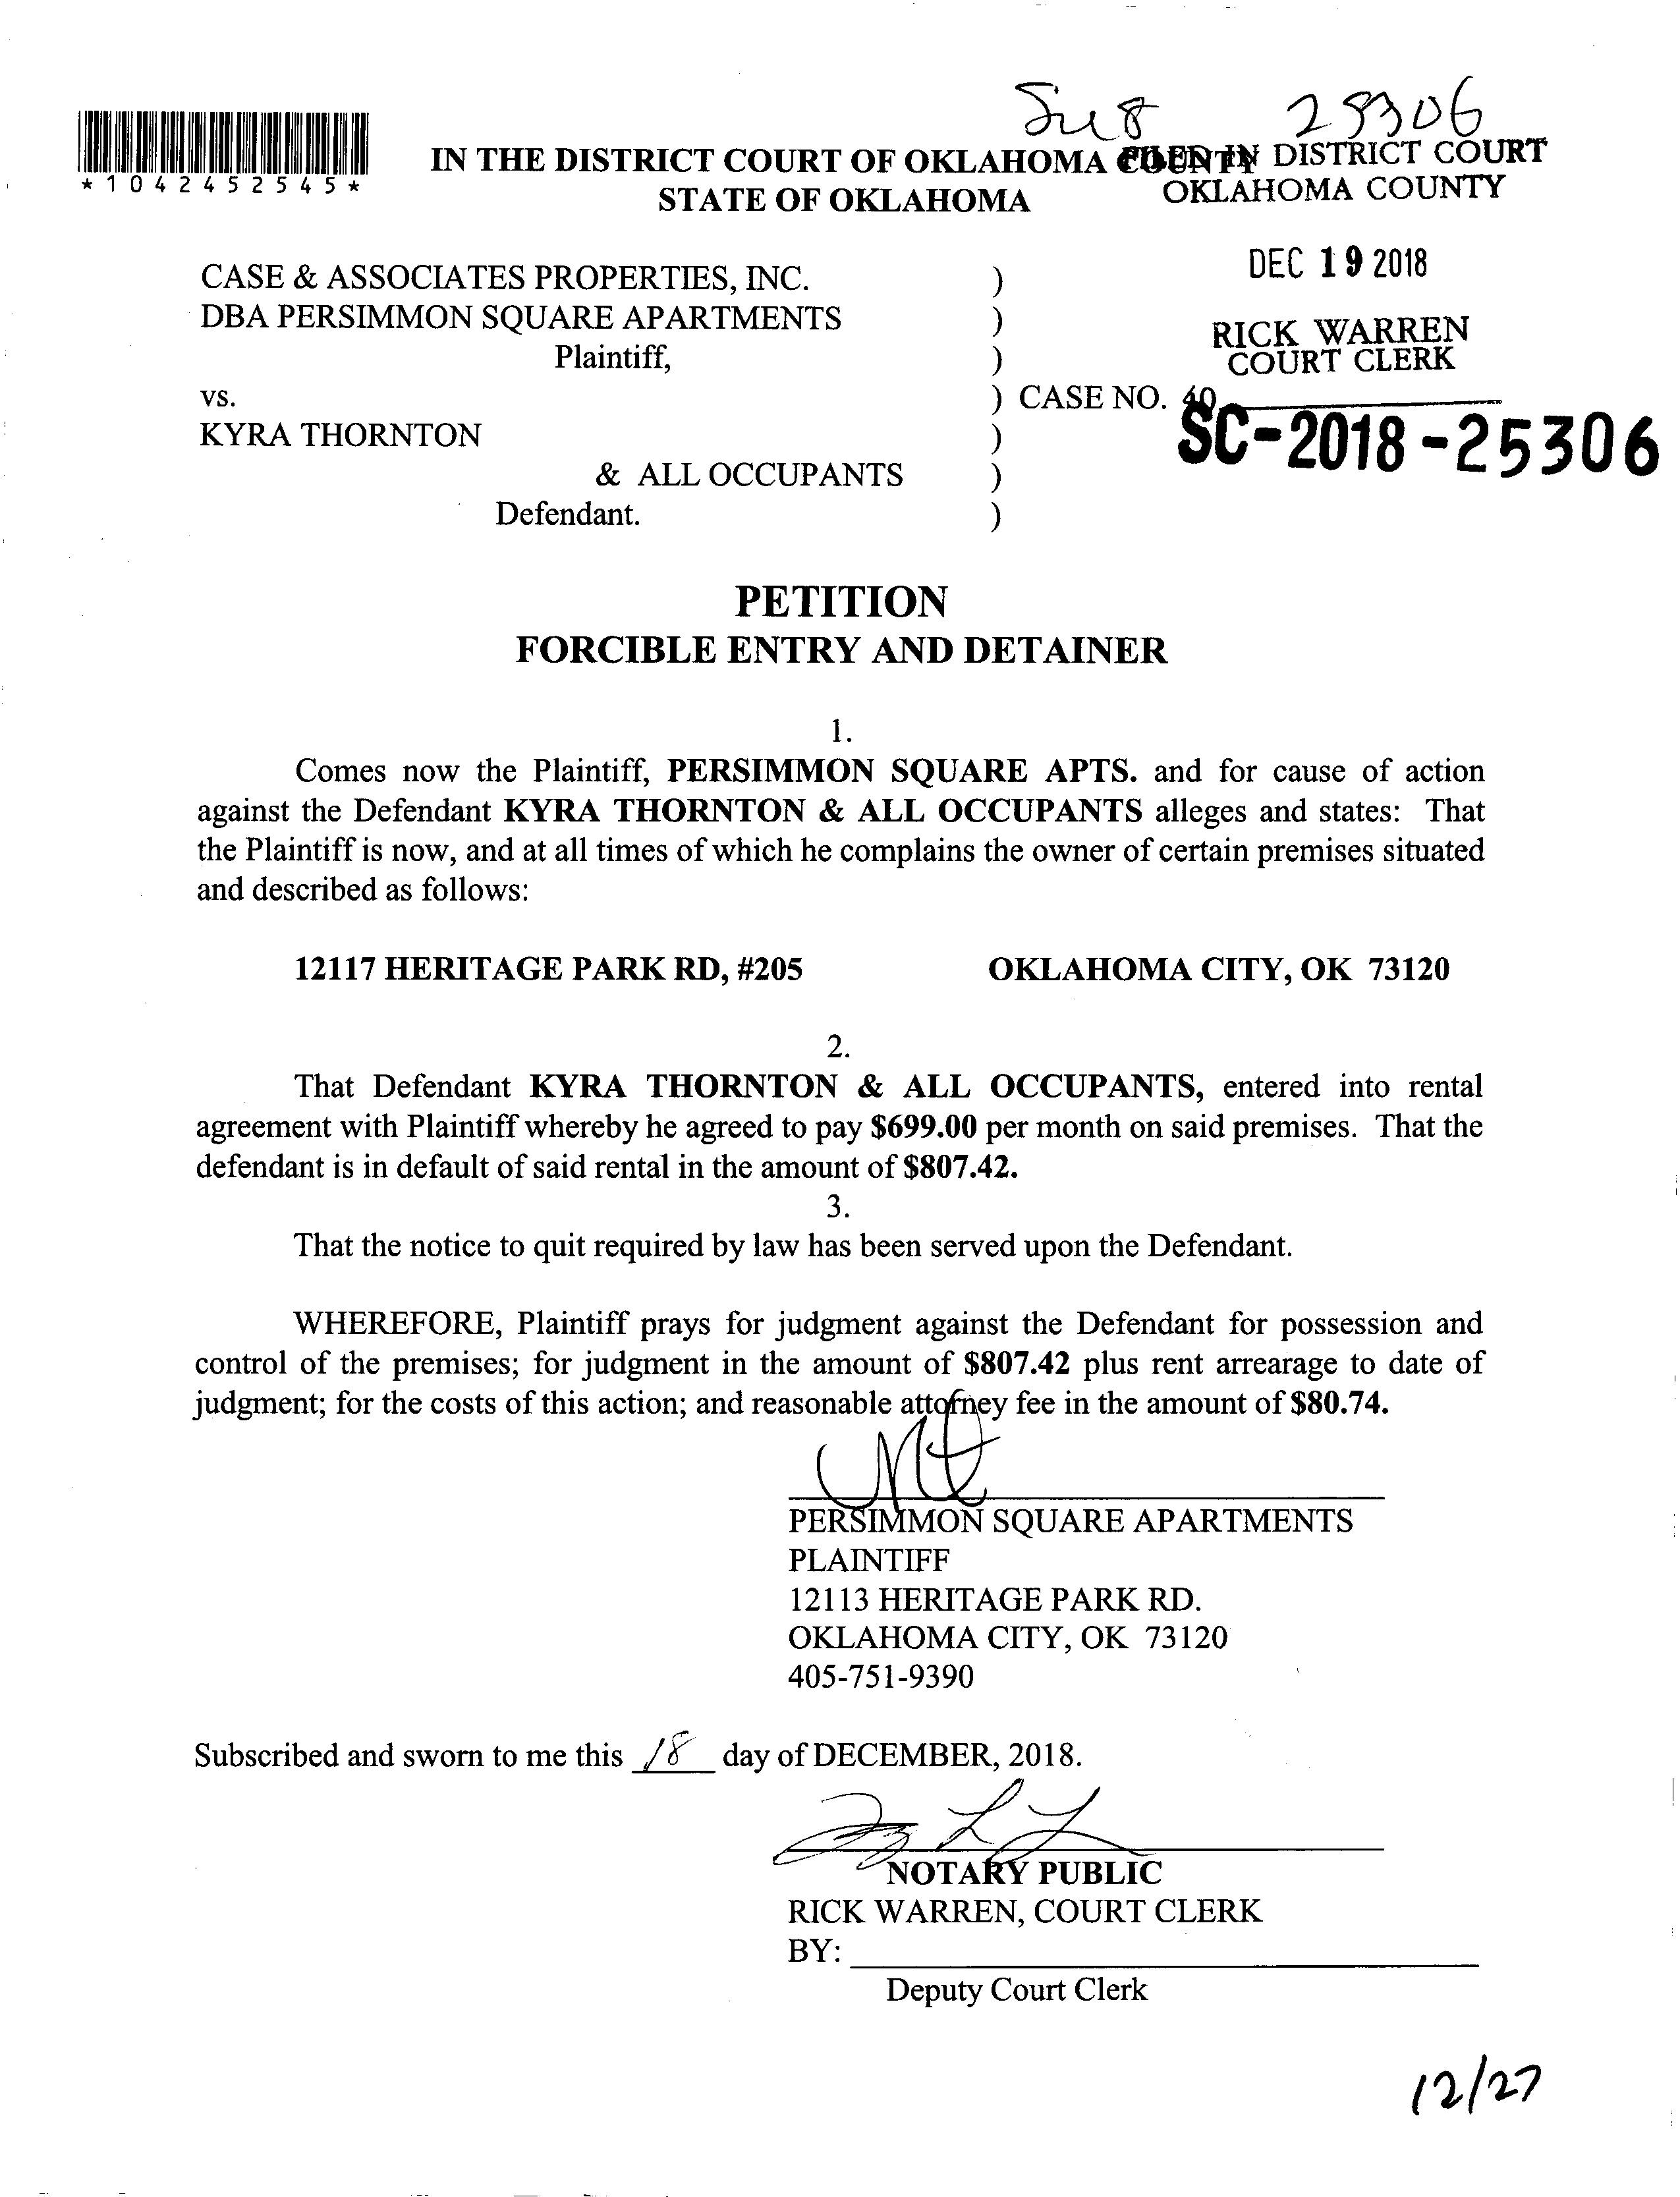 25306
*1042452545*
IN THE DISTRICT COURT OF OKLAHOMA COUNTY
STATE OF OKLAHOMA
FILED IN DISTRICT COURT
OKLAHOMA COUNTY
DEC 19 2018
RICK WARREN
COURT CLERK
CASE & ASSOCIATES PROPERTIES, INC. )
DBA PERSIMMON SQUARE APARTMENTS )
Plaintiff, )
vs. ) CASE NO.
40
SC-2018-25306
KYRA THORNTON )
& ALL OCCUPANTS )
Defendant. )
PETITION
FORCIBLE ENTRY AND DETAINER
1.
Comes now the Plaintiff, PERSIMMON SQUARE APTS. and for cause of action
against the Defendant KYRA THORNTON & ALL OCCUPANTS alleges and states: That
the Plaintiff is now, and at all times of which he complains the owner of certain premises situated
and described as follows:
12117 HERITAGE PARK RD, #205 OKLAHOMA CITY, OK 73120
2.
That Defendant KYRA THORNTON & ALL OCCUPANTS, entered into rental
agreement with Plaintiff whereby he agreed to pay $699.00 per month on said premises. That the
defendant is in default of said rental in the amount of $807.42.
3.
That the notice to quit required by law has been served upon the Defendant.
WHEREFORE, Plaintiff prays for judgment against the Defendant for possession and
control of the premises; for judgment in the amount of $807.42 plus rent arrearage to date of
judgment; for the costs of this action; and reasonable attorney fee in the amount of $80.74.
PERSIMMON SQUARE APARTMENTS
PLAINTIFF
12113 HERITAGE PARK RD.
OKLAHOMA CITY, OK 73120
405-751-9390
Subscribed and sworn to me this 18 day of DECEMBER, 2018.
NOTARY PUBLIC
RICK WARREN, COURT CLERK
BY:
Deputy Court Clerk
12/27